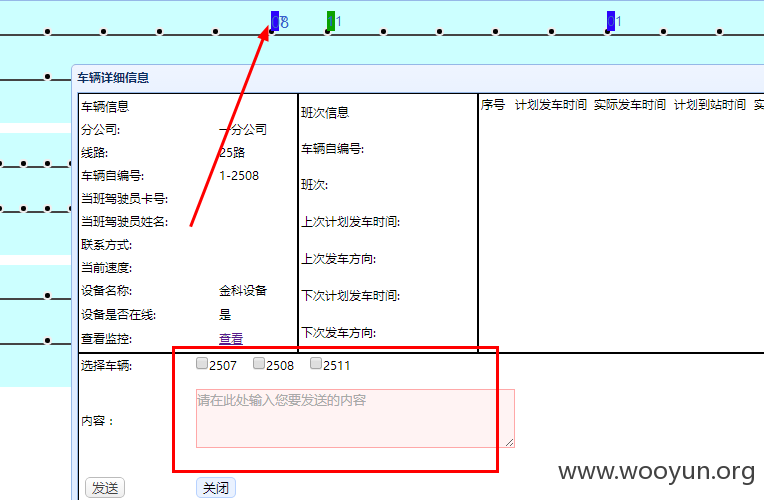 08 11 01
车辆详细信息
车辆信息
分公司: 一分公司
线路: 25路
车辆自编号: 1-2508
当班驾驶员卡号:
当班驾驶员姓名:
联系方式:
当前速度:
设备名称: 金科设备
设备是否在线: 是
查看监控: 查看
班次信息
车辆自编号:
班次:
上次计划发车时间:
上次发车方向:
下次计划发车时间:
下次发车方向:
序号 计划发车时间 实际发车时间 计划到站时间 实
选择车辆: 2507 2508 2511
内容： 请在此处输入您要发送的内容
发送 关闭
www.wooyun.org